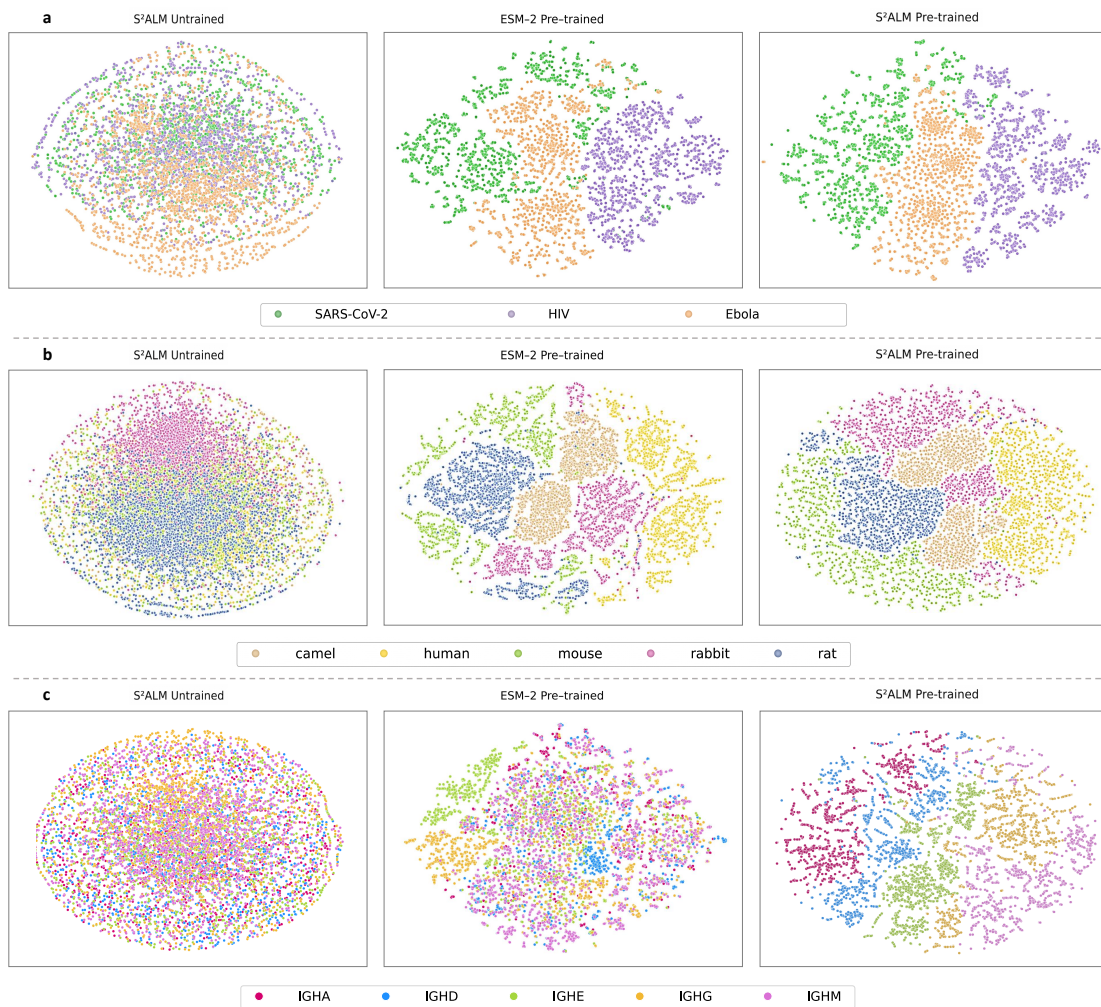 a
S²ALM Untrained
ESM–2 Pre–trained
S²ALM Pre-trained
SARS-CoV-2
HIV
Ebola
b
S²ALM Untrained
ESM–2 Pre–trained
S²ALM Pre-trained
camel
human
mouse
rabbit
rat
c
S²ALM Untrained
ESM–2 Pre–trained
S²ALM Pre-trained
IGHA
IGHD
IGHE
IGHG
IGHM